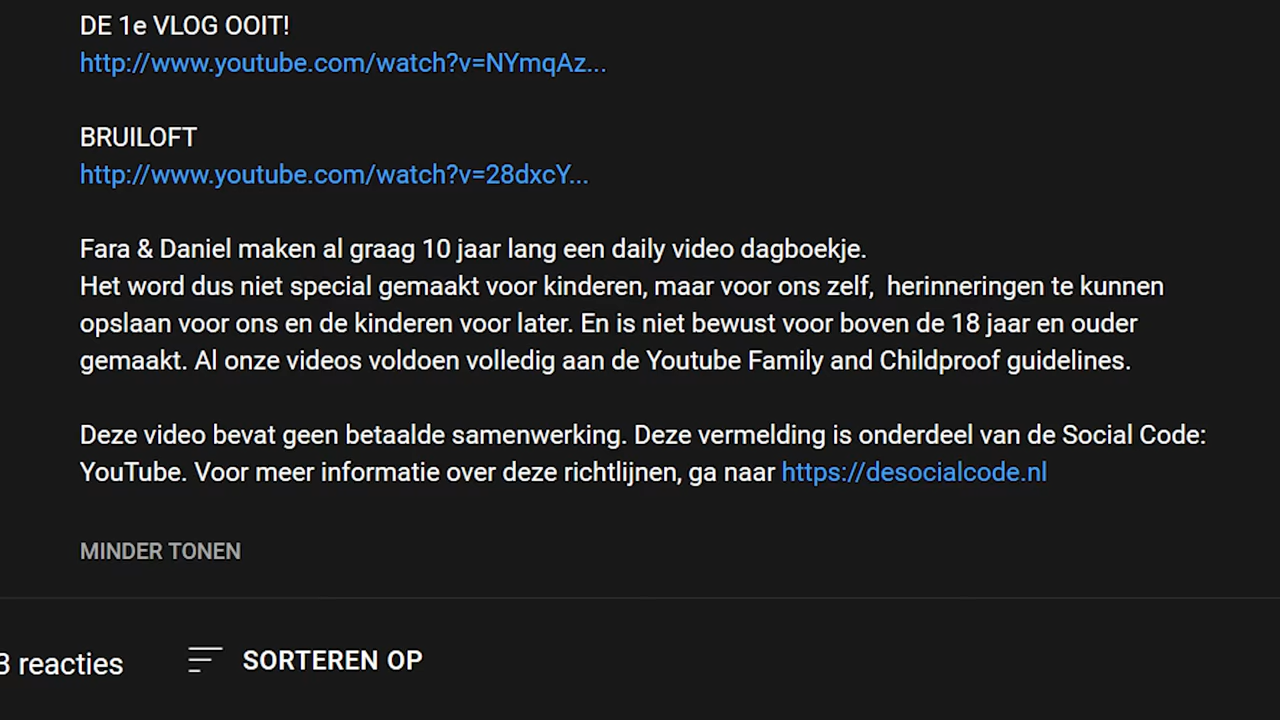 DE 1e VLOG OOIT!
http://www.youtube.com/watch?v=NYmqAz...
BRUILOFT
http://www.youtube.com/watch?v=28dxcY...
Fara & Daniel maken al graag 10 jaar lang een daily video dagboekje.
Het word dus niet special gemaakt voor kinderen, maar voor ons zelf,  herinneringen te kunnen
opslaan voor ons en de kinderen voor later. En is niet bewust voor boven de 18 jaar en ouder
gemaakt. Al onze videos voldoen volledig aan de Youtube Family and Childproof guidelines.
Deze video bevat geen betaalde samenwerking. Deze vermelding is onderdeel van de Social Code:
YouTube. Voor meer informatie over deze richtlijnen, ga naar https://desocialcode.nl
MINDER TONEN
3 reacties SORTEREN OP